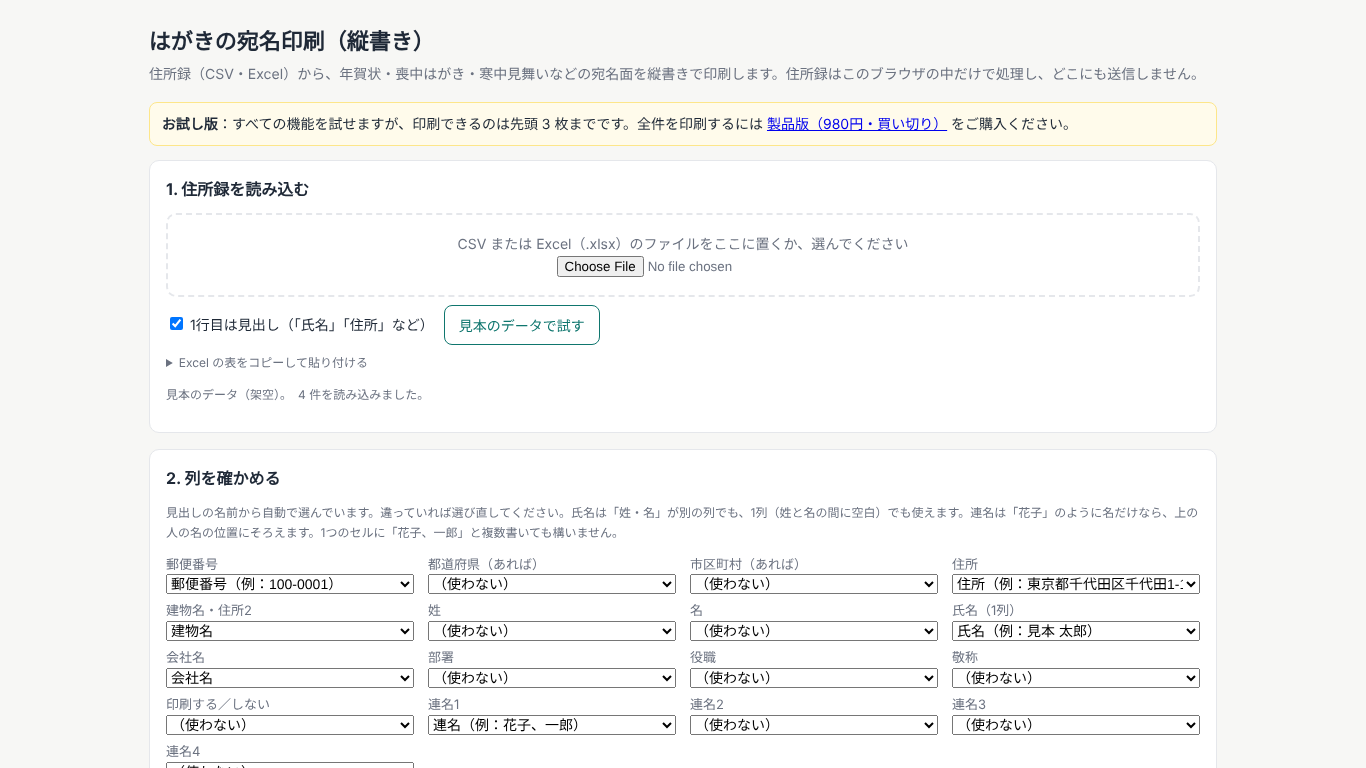 はがきの宛名印刷（縦書き）
住所録（CSV・Excel）から、年賀状・喪中はがき・寒中見舞いなどの宛名面を縦書きで印刷します。住所録はこのブラウザの中だけで処理し、どこにも送信しません。
お試し版：すべての機能を試せますが、印刷できるのは先頭 3 枚までです。全件を印刷するには 製品版（980円・買い切り） をご購入ください。
1. 住所録を読み込む
CSV または Excel（.xlsx）のファイルをここに置くか、選んでください
Choose File No file chosen
1行目は見出し（「氏名」「住所」など） 見本のデータで試す
Excel の表をコピーして貼り付ける
見本のデータ（架空）。 4 件を読み込みました。
2. 列を確かめる
見出しの名前から自動で選んでいます。違っていれば選び直してください。氏名は「姓・名」が別の列でも、1列（姓と名の間に空白）でも使えます。連名は「花子」のように名だけなら、上の
人の名の位置にそろえます。1つのセルに「花子、一郎」と複数書いても構いません。
郵便番号 都道府県（あれば） 市区町村（あれば） 住所
郵便番号（例：100-0001） （使わない） （使わない） 住所（例：東京都千代田区千代田1-
建物名・住所2 姓 名 氏名（1列）
建物名 （使わない） （使わない） 氏名（例：見本 太郎）
会社名 部署 役職 敬称
会社名 （使わない） （使わない） （使わない）
印刷する／しない 連名1 連名2 連名3
（使わない） 連名（例：花子、一郎） （使わない） （使わない）
連名4